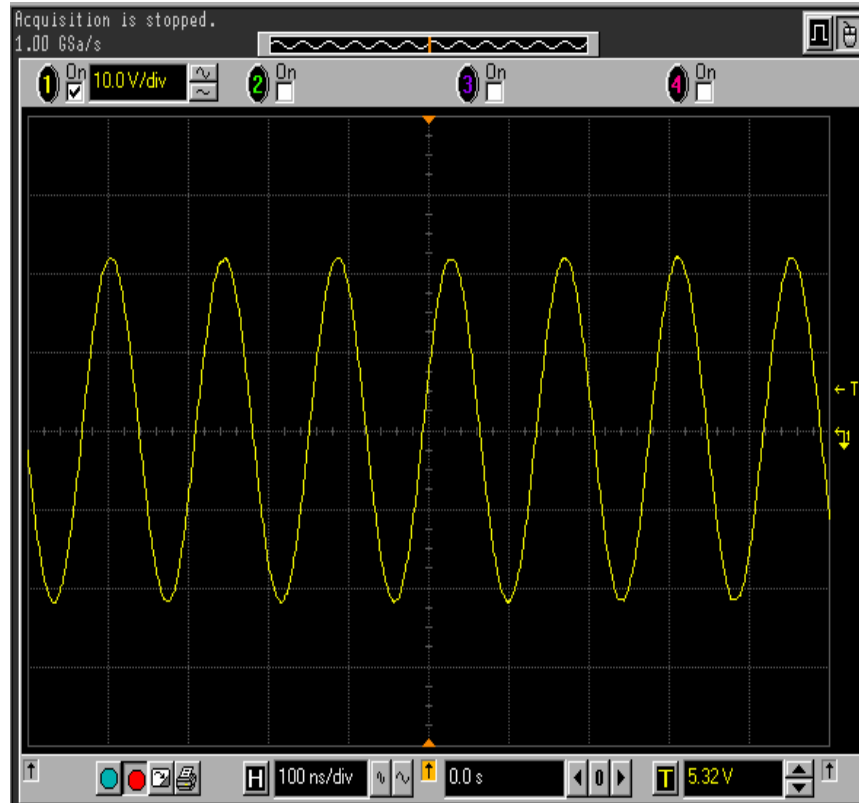 Acquisition is stopped.
1.00 GSa/s
1 On 10.0 V/div 2 On 3 On 4 On
T
1
H 100 ns/div 0.0 s 0 T 5.32 V